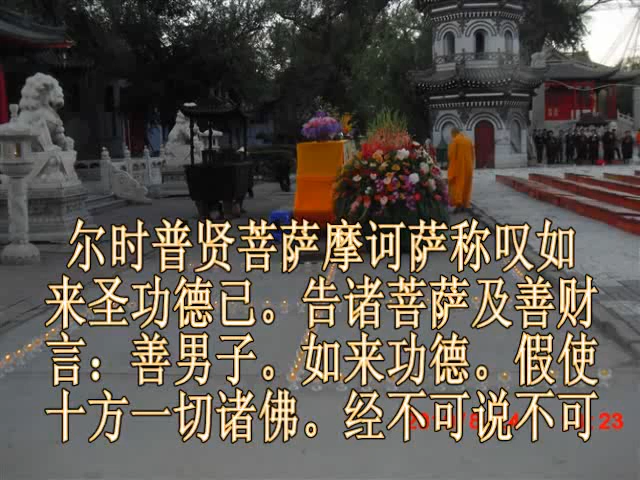 尔时普贤菩萨摩诃萨称叹如
来圣功德已。告诸菩萨及善财
言：善男子。如来功德。假使
十方一切诸佛。经不可说不可